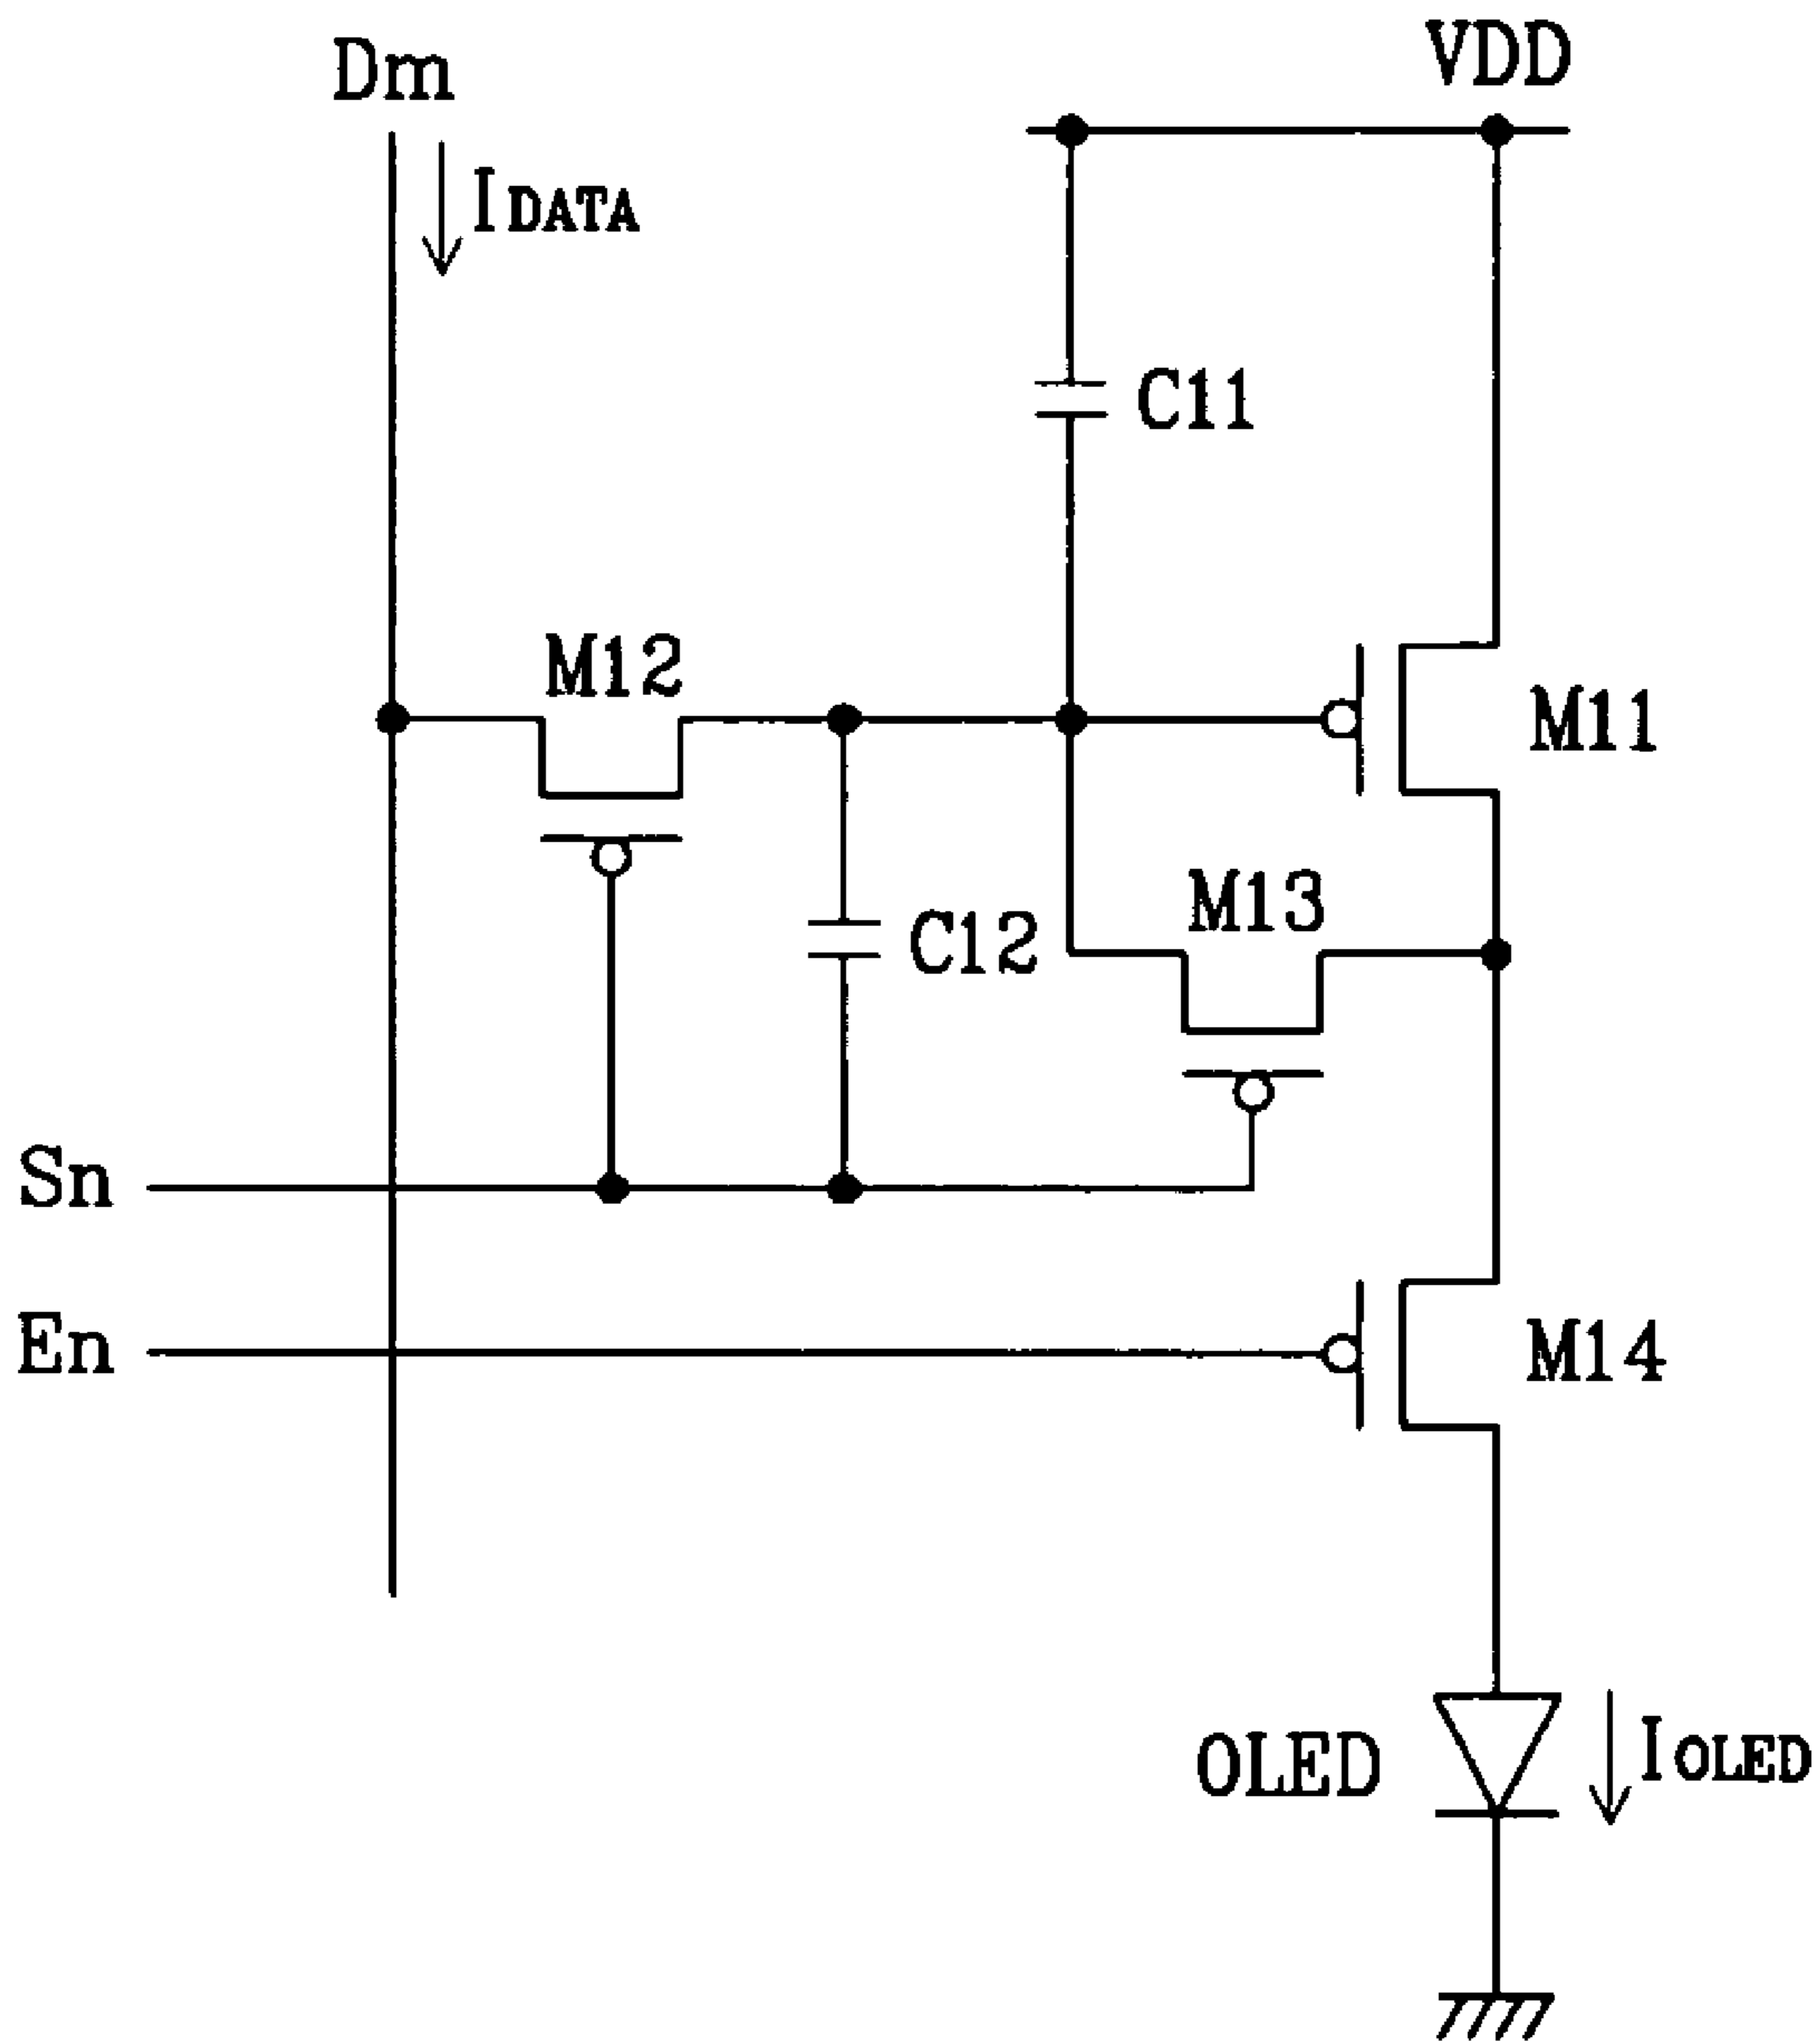 Dm
VDD
IDATA
C11
M12
M11
M13
C12
Sn
En
M14
OLED
IOLED